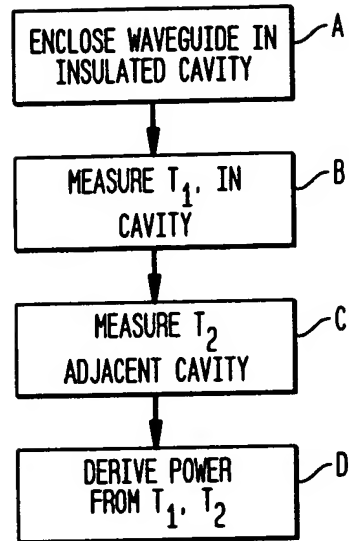 ENCLOSE WAVEGUIDE IN
INSULATED CAVITY
A
MEASURE T1, IN
CAVITY
B
MEASURE T2
ADJACENT CAVITY
C
DERIVE POWER
FROM T1, T2
D